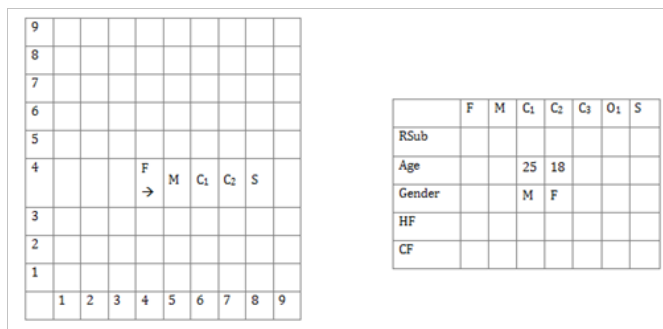 9
8
7
6
5
4 F → M C₁ C₂ S
3
2
1
1 2 3 4 5 6 7 8 9
F M C₁ C₂ C₃ O₁ S
RSub
Age 25 18
Gender M F
HF
CF